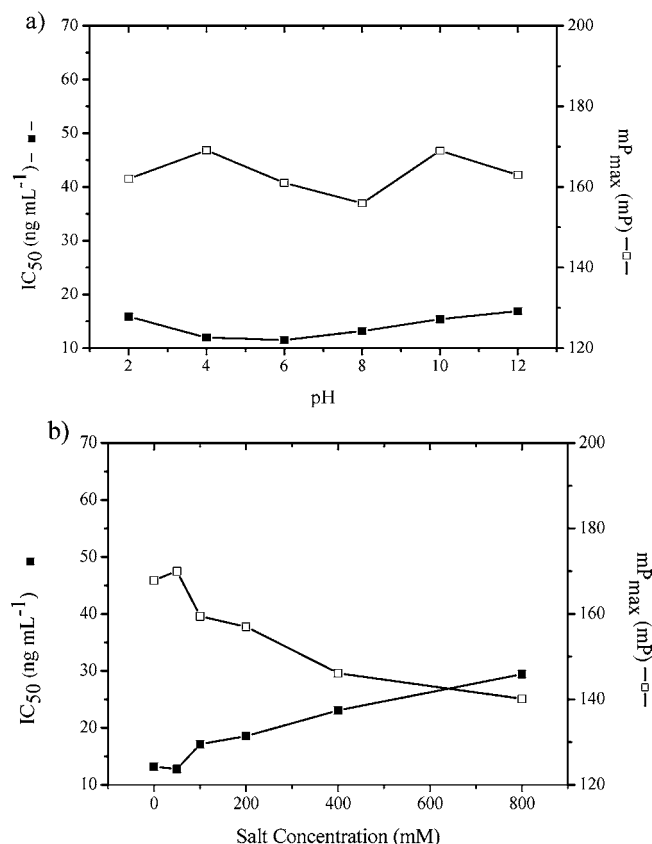 a)
70
60
50
40
30
20
10
IC50 (ng mL-1) – ■ –
200
180
160
140
120
mPmax (mP) —□—
2 4 6 8 10 12
pH
b)
70
60
50
40
30
20
10
IC50 (ng mL-1) ■
200
180
160
140
120
mPmax (mP) —□—
0 200 400 600 800
Salt Concentration (mM)